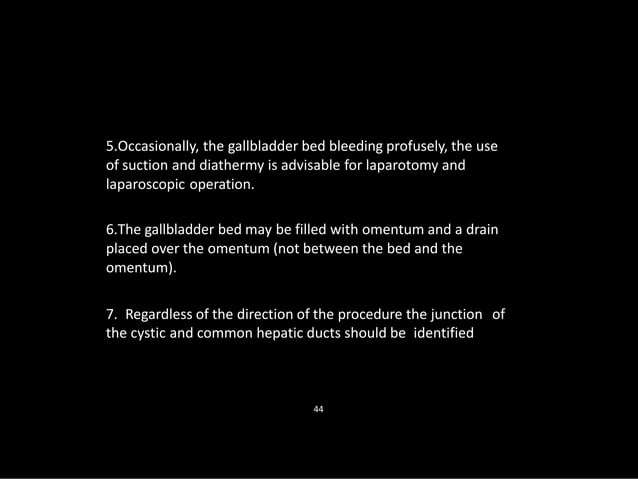 5.Occasionally, the gallbladder bed bleeding profusely, the use
of suction and diathermy is advisable for laparotomy and
laparoscopic operation.
6.The gallbladder bed may be filled with omentum and a drain
placed over the omentum (not between the bed and the
omentum).
7. Regardless of the direction of the procedure the junction of
the cystic and common hepatic ducts should be identified
44